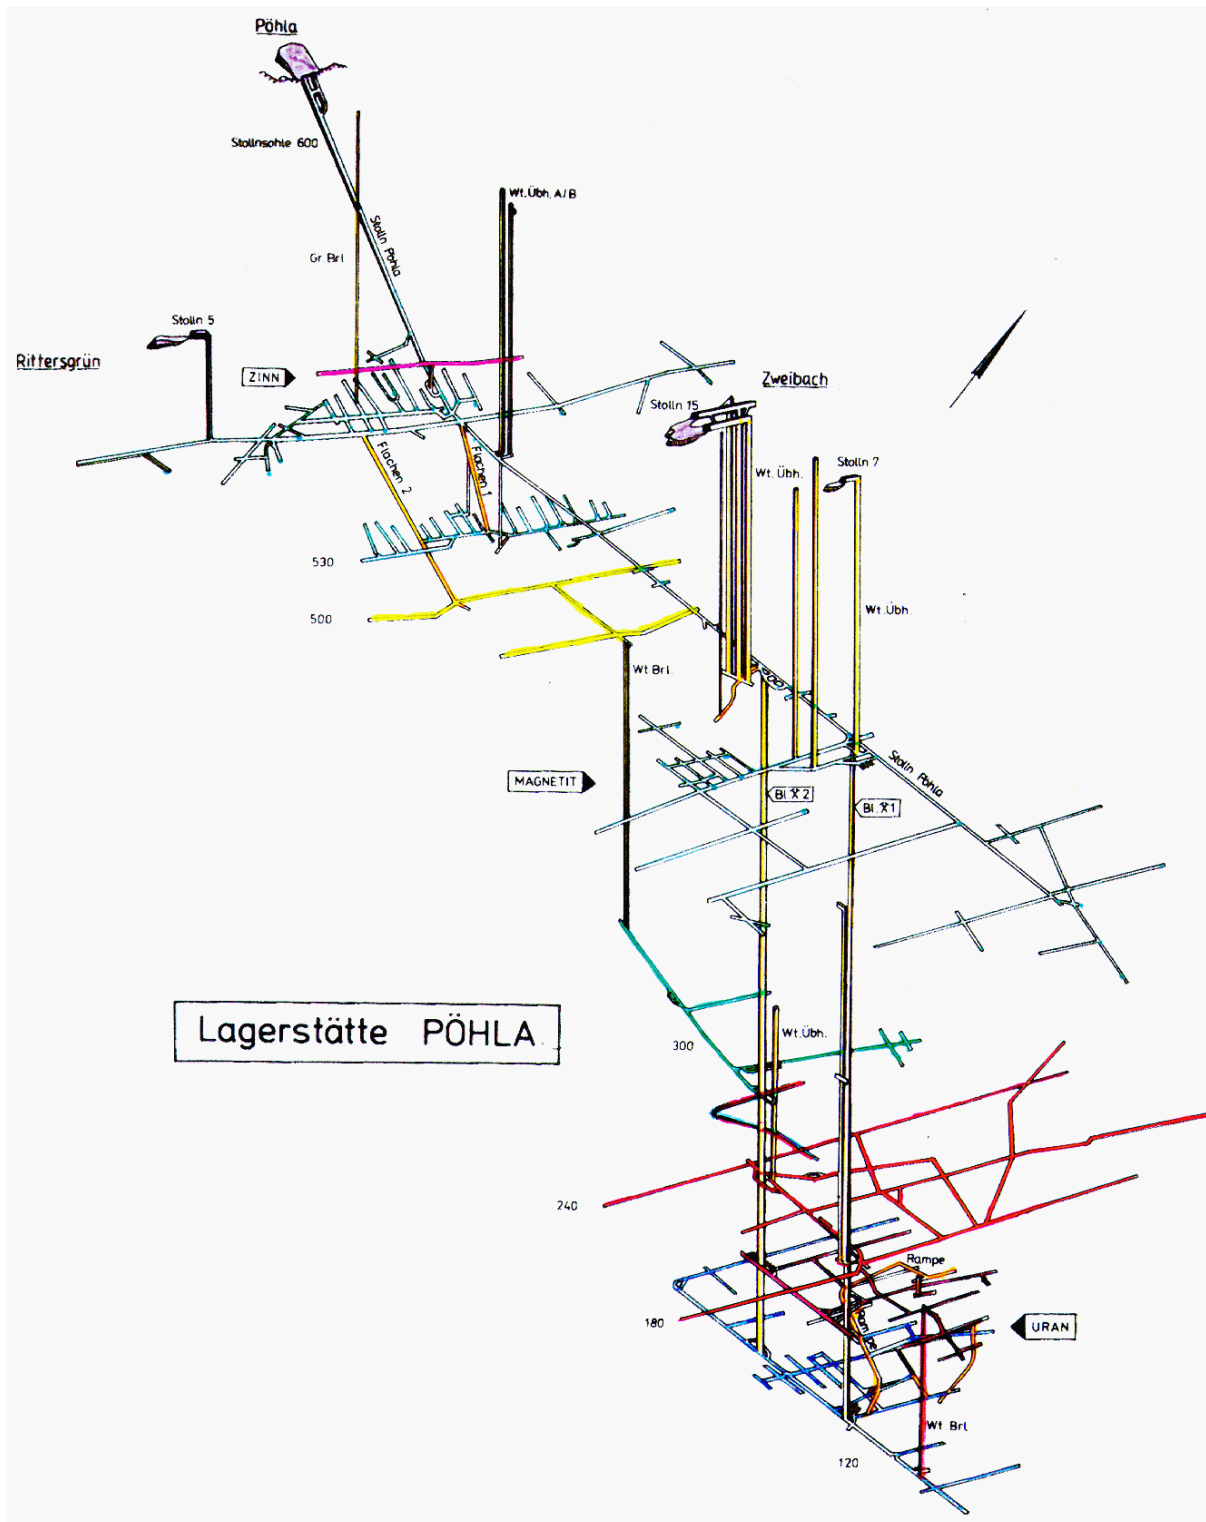 Pöhla
Stollnsohle 600
Wt.Übh. A/B
Stolln Pöhla
Gr. Brl
Stolln 5
Rittersgrün
ZINN
Zweibach
Stolln 15
Flachen 2
Flachen 1
Stolln 7
Wt. Übh.
530
500
Wt.Übh.
Wt Brl.
600
Stolln Pöhla
MAGNETIT
Bl. 2
Bl. 1
Lagerstätte PÖHLA
Wt.Übh.
300
240
Rampe
180
Rampe
URAN
Wt Brl
120